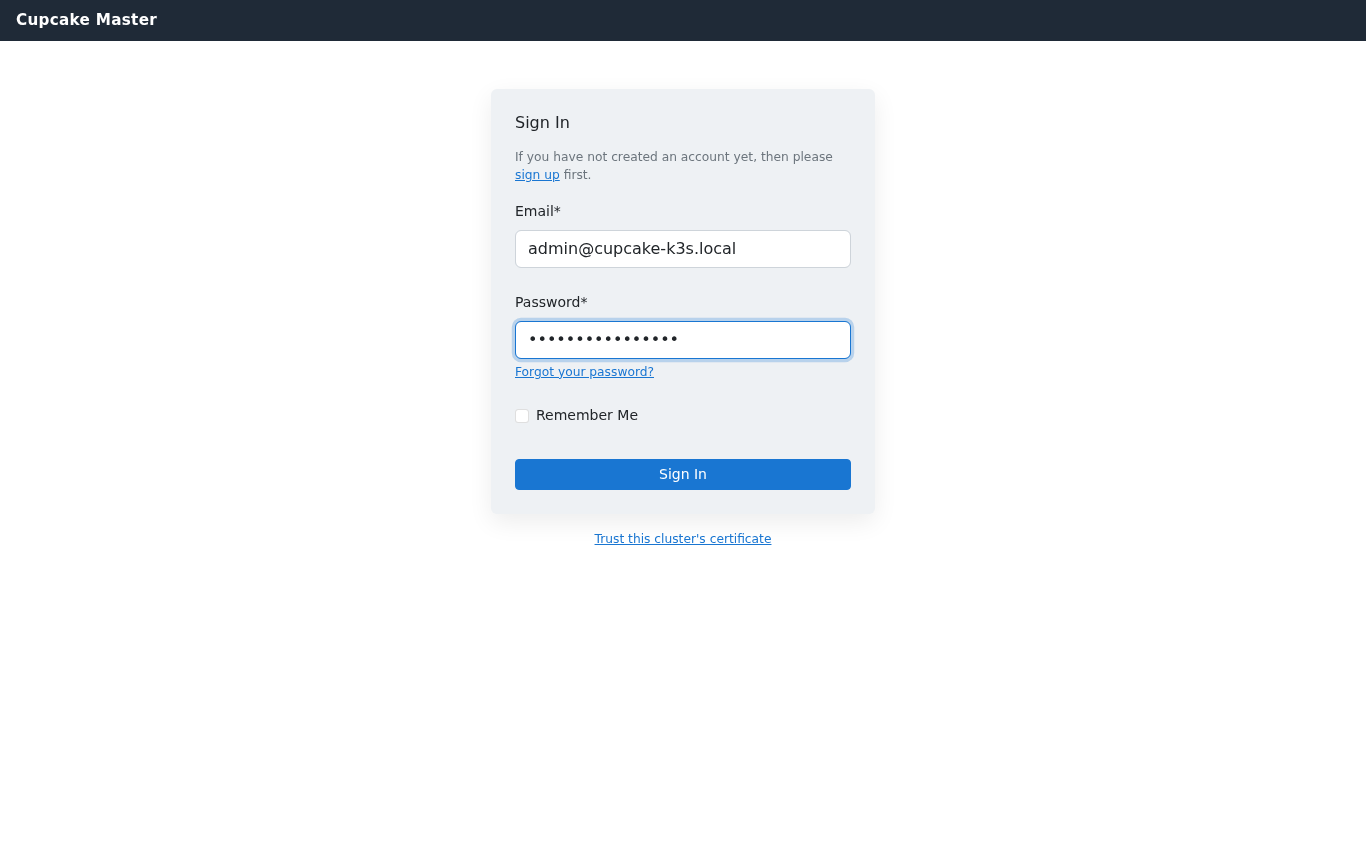 Cupcake Master
Sign In
If you have not created an account yet, then please
sign up first.
Email*
admin@cupcake-k3s.local
Password*
••••••••••••••••
Forgot your password?
Remember Me
Sign In
Trust this cluster's certificate